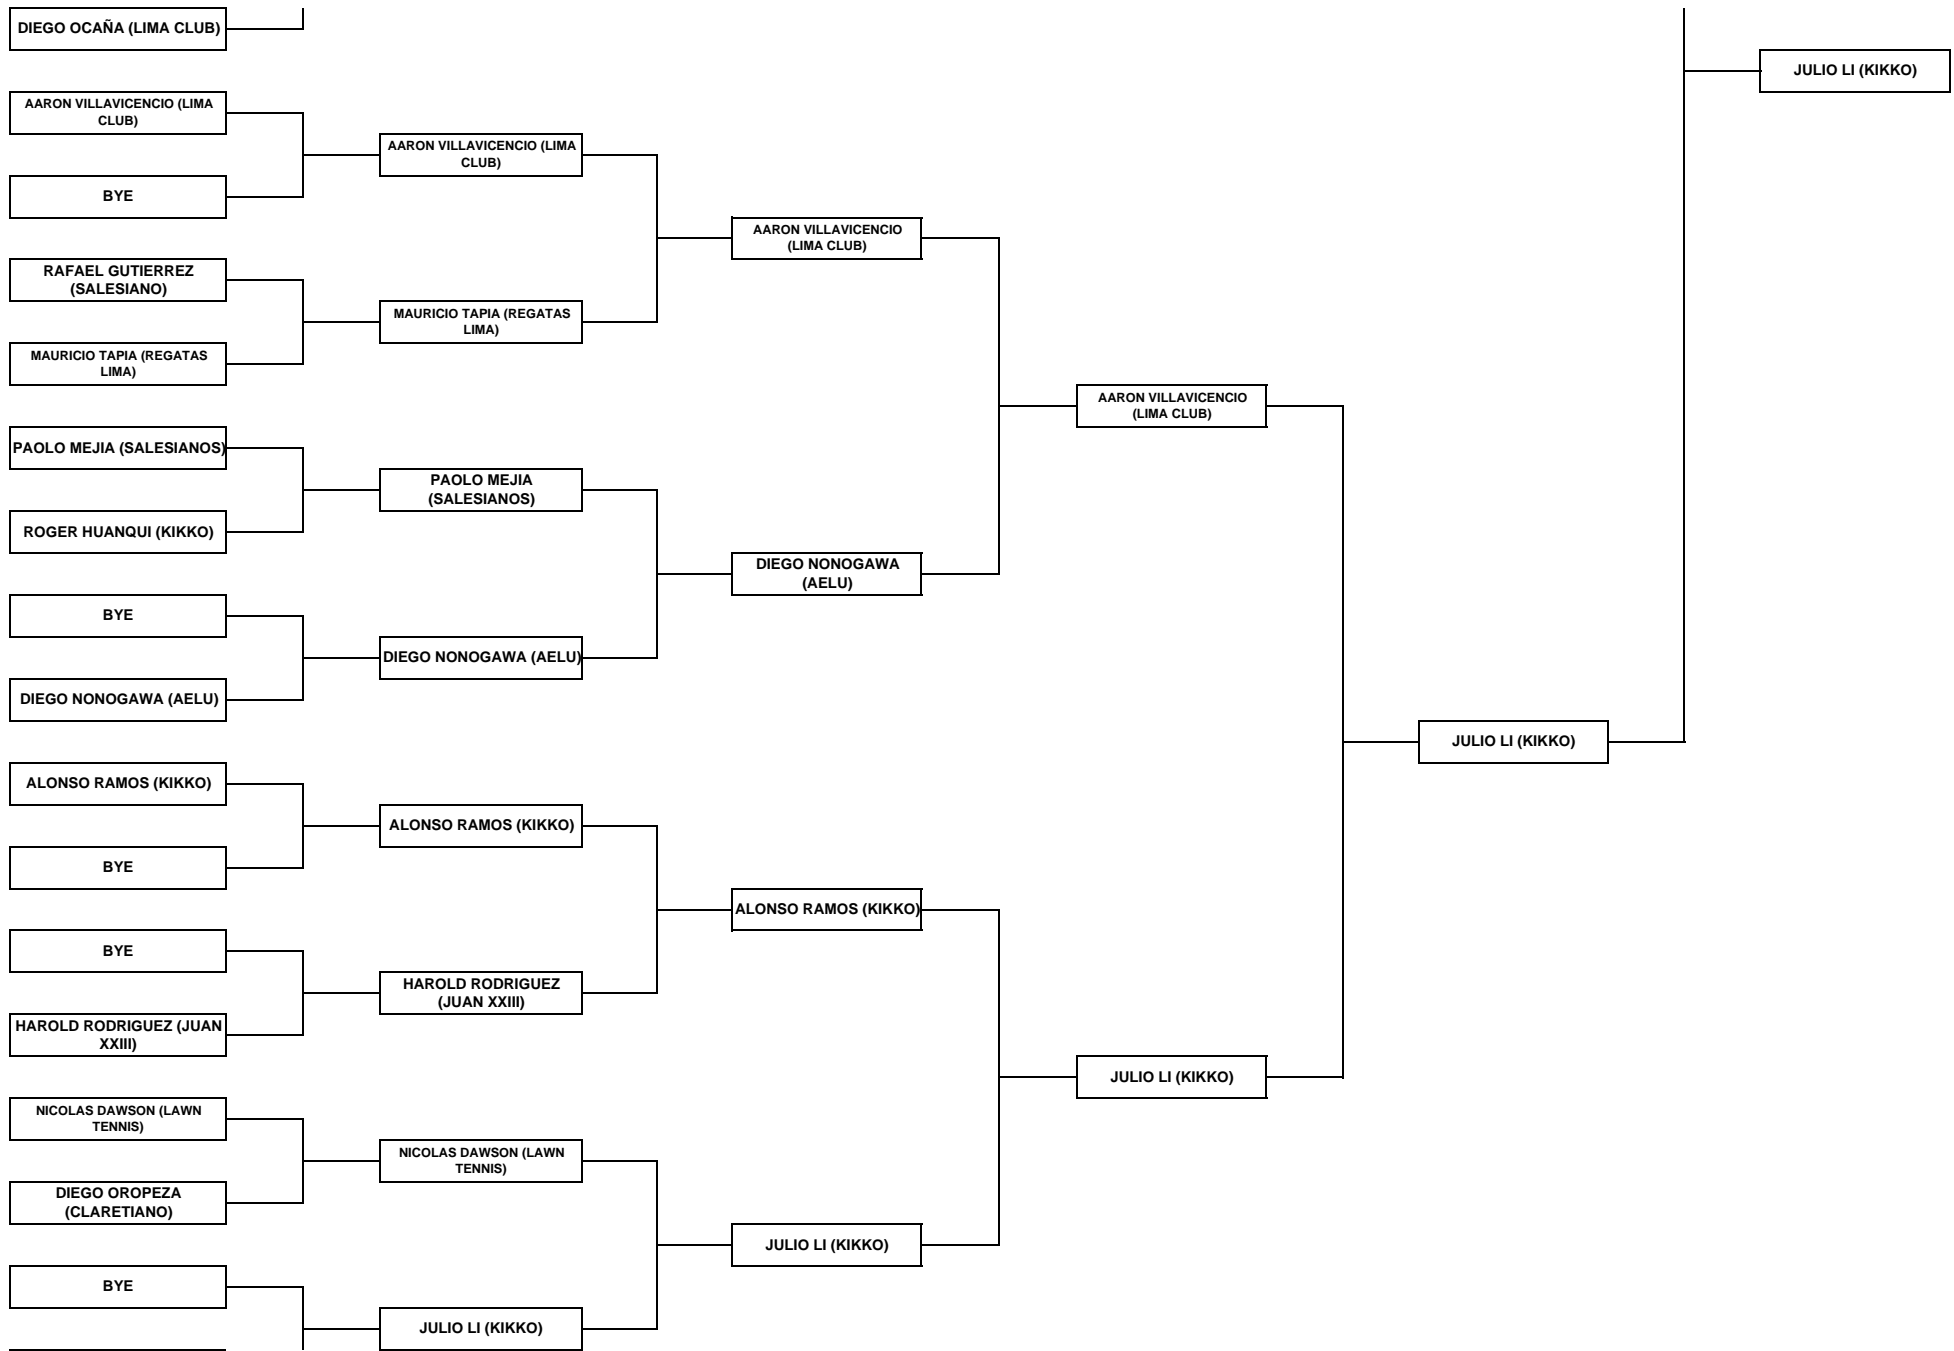 DIEGO OCAÑA (LIMA CLUB)
JULIO LI (KIKKO)
AARON VILLAVICENCIO (LIMA
CLUB)
AARON VILLAVICENCIO (LIMA
CLUB)
BYE
AARON VILLAVICENCIO
(LIMA CLUB)
RAFAEL GUTIERREZ
(SALESIANO)
MAURICIO TAPIA (REGATAS
LIMA)
MAURICIO TAPIA (REGATAS
LIMA)
AARON VILLAVICENCIO
(LIMA CLUB)
PAOLO MEJIA (SALESIANOS)
PAOLO MEJIA
(SALESIANOS)
ROGER HUANQUI (KIKKO)
DIEGO NONOGAWA
(AELU)
BYE
DIEGO NONOGAWA (AELU)
DIEGO NONOGAWA (AELU)
JULIO LI (KIKKO)
ALONSO RAMOS (KIKKO)
ALONSO RAMOS (KIKKO)
BYE
ALONSO RAMOS (KIKKO)
BYE
HAROLD RODRIGUEZ
(JUAN XXIII)
HAROLD RODRIGUEZ (JUAN
XXIII)
JULIO LI (KIKKO)
NICOLAS DAWSON (LAWN
TENNIS)
NICOLAS DAWSON (LAWN
TENNIS)
DIEGO OROPEZA
(CLARETIANO)
JULIO LI (KIKKO)
BYE
JULIO LI (KIKKO)